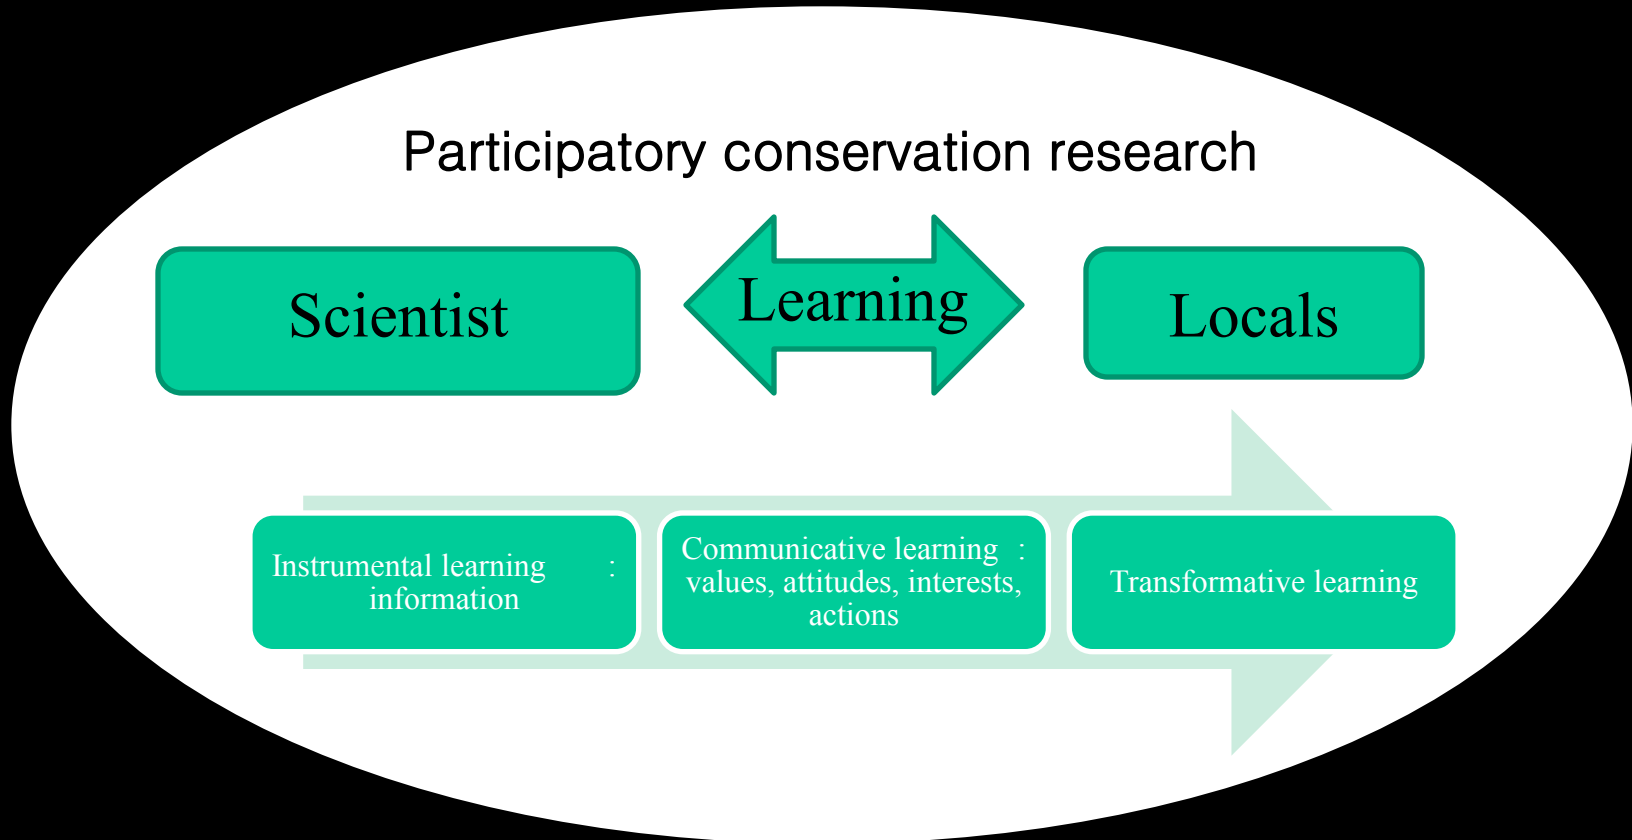 Participatory conservation research
Scientist
Learning
Locals
Instrumental learning :
information
Communicative learning :
values, attitudes, interests,
actions
Transformative learning